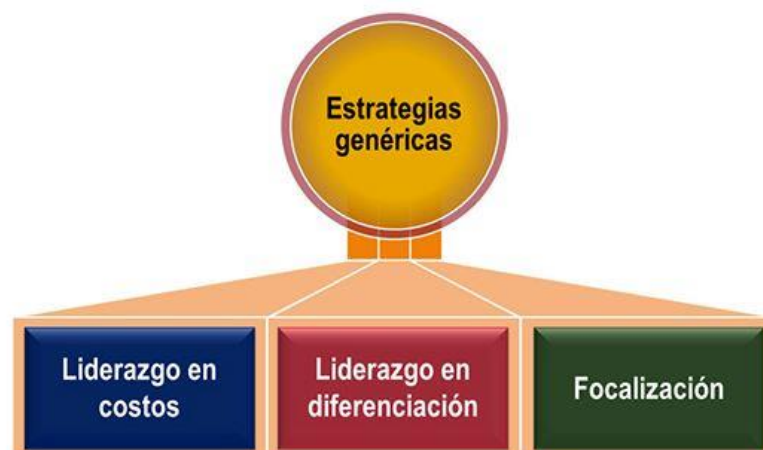 Estrategias
genéricas
Liderazgo en
costos
Liderazgo en
diferenciación
Focalización